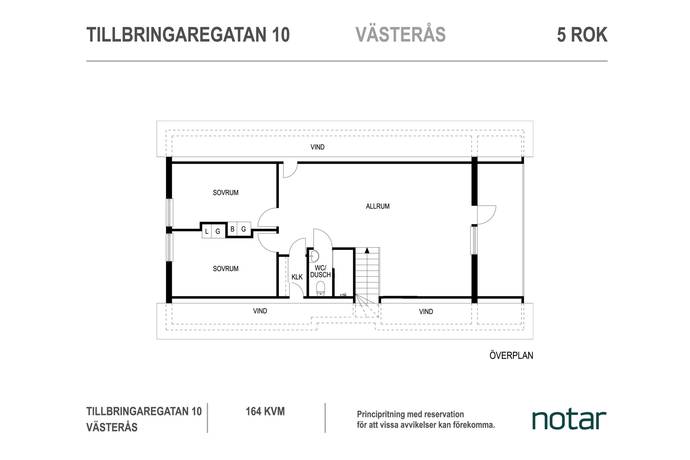 TILLBRINGAREGATAN 10 VÄSTERÅS 5 ROK
VIND
SOVRUM
ALLRUM
L G B G
SOVRUM
WC/
DUSCH
KLK
VIND
VIND
ÖVERPLAN
TILLBRINGAREGATAN 10
VÄSTERÅS
164 KVM
Principritning med reservation
för att vissa avvikelser kan förekomma.
notar